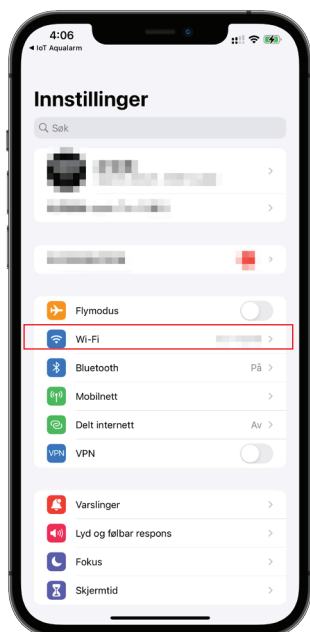 4:06
◀ IoT Aqualarm
Innstillinger
Søk
Flymodus
Wi-Fi
Bluetooth På
Mobilnett
Delt internett Av
VPN VPN
Varslinger
Lyd og følbar respons
Fokus
Skjermtid